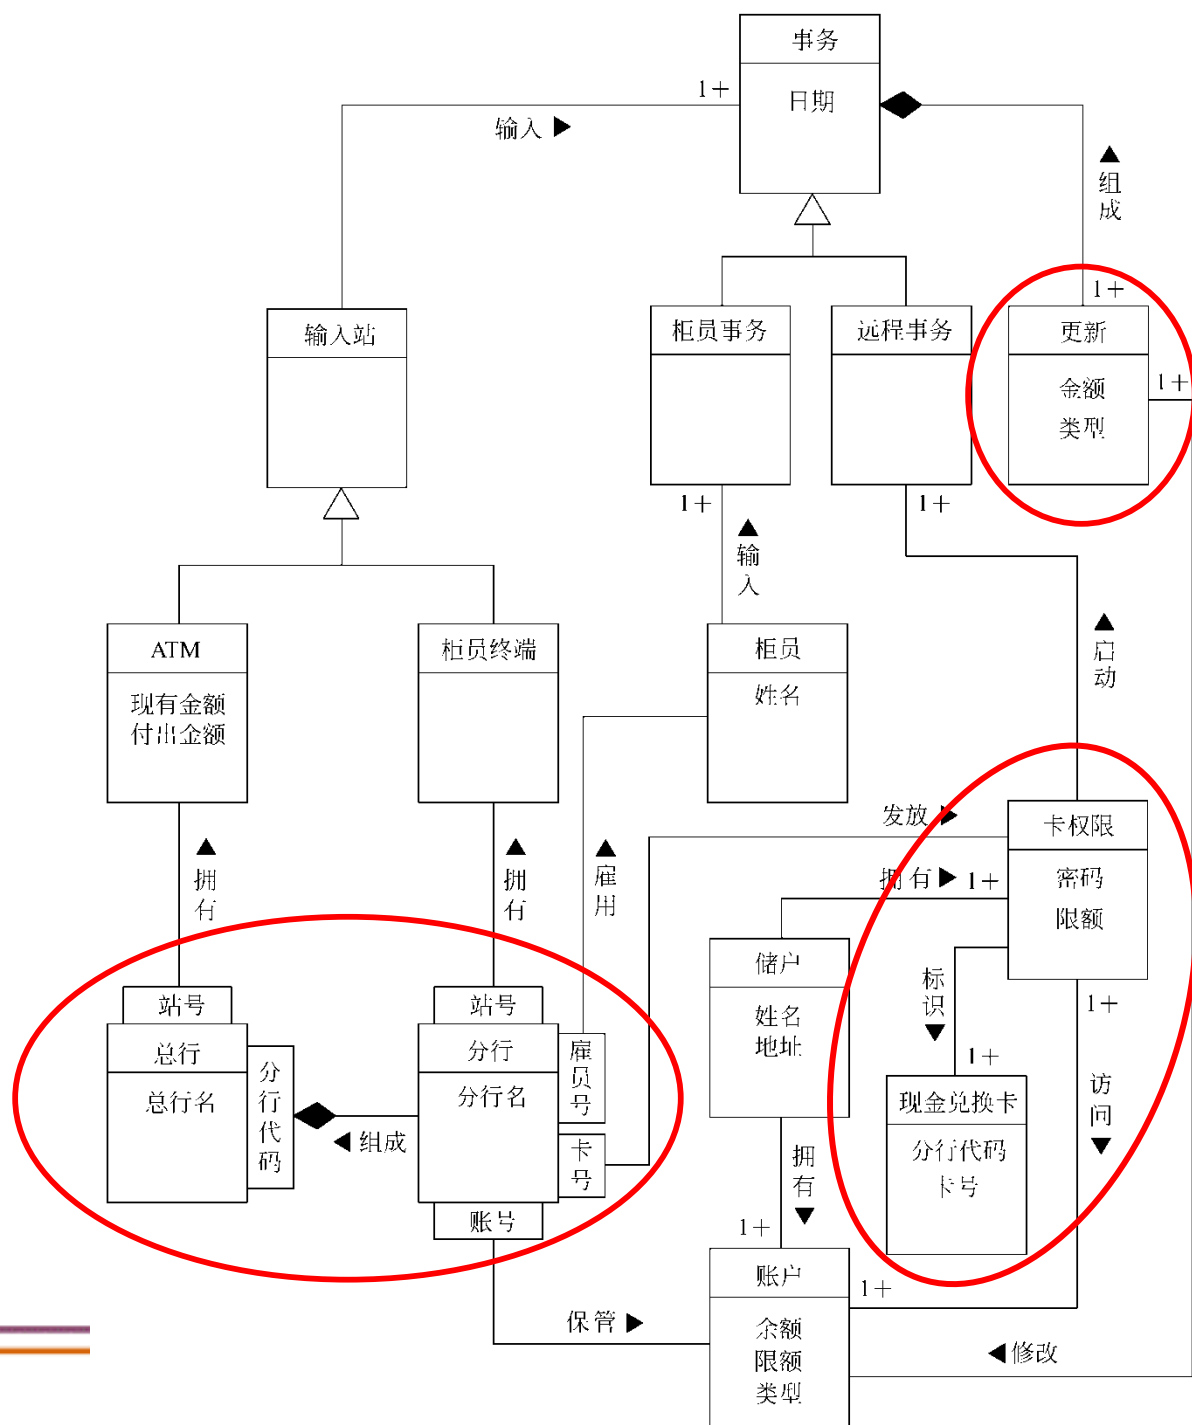 事务
日期
1+
输入 ▶
▲
组
成
1+
输入站
柜员事务
远程事务
更新
金额
类型
1+
1+
1+
▲
输
入
▲
启
动
ATM
现有金额
付出金额
柜员终端
柜员
姓名
▲
拥
有
▲
拥
有
▲
雇
用
发放 ▶
拥有 ▶ 1+
卡权限
密码
限额
储户
姓名
地址
标
识
▼
1+
1+
访
问
▼
站号
总行
总行名
分
行
代
码
◀ 组成
站号
分行
分行名
雇
员
号
卡
号
账号
现金兑换卡
分行代码
卡号
拥
有
▼
1+
账户
余额
限额
类型
1+
保管 ▶
◀ 修改